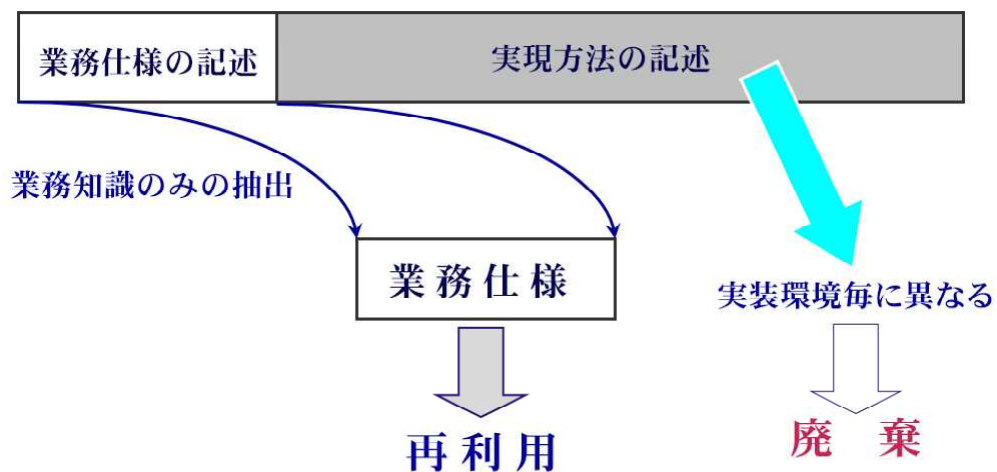 業務仕様の記述
実現方法の記述
業務知識のみの抽出
業務仕様
実装環境毎に異なる
再利用
廃棄